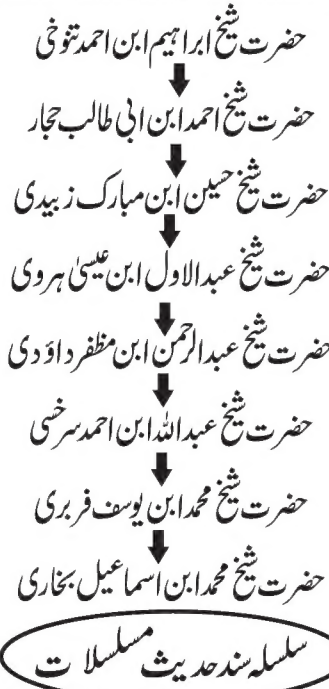 حضرت شیخ ابراہیم ابن احمد تنوخی
حضرت شیخ احمد ابن ابی طالب حجار
حضرت شیخ حسین ابن مبارک زبیدی
حضرت شیخ عبدالاول ابن عیسیٰ ہروی
حضرت شیخ عبدالرحمن ابن مظفر داؤدی
حضرت شیخ عبداللہ ابن احمد سرخسی
حضرت شیخ محمد ابن یوسف فربری
حضرت شیخ محمد ابن اسماعیل بخاری
سلسلہ سند حدیث مسلسلات